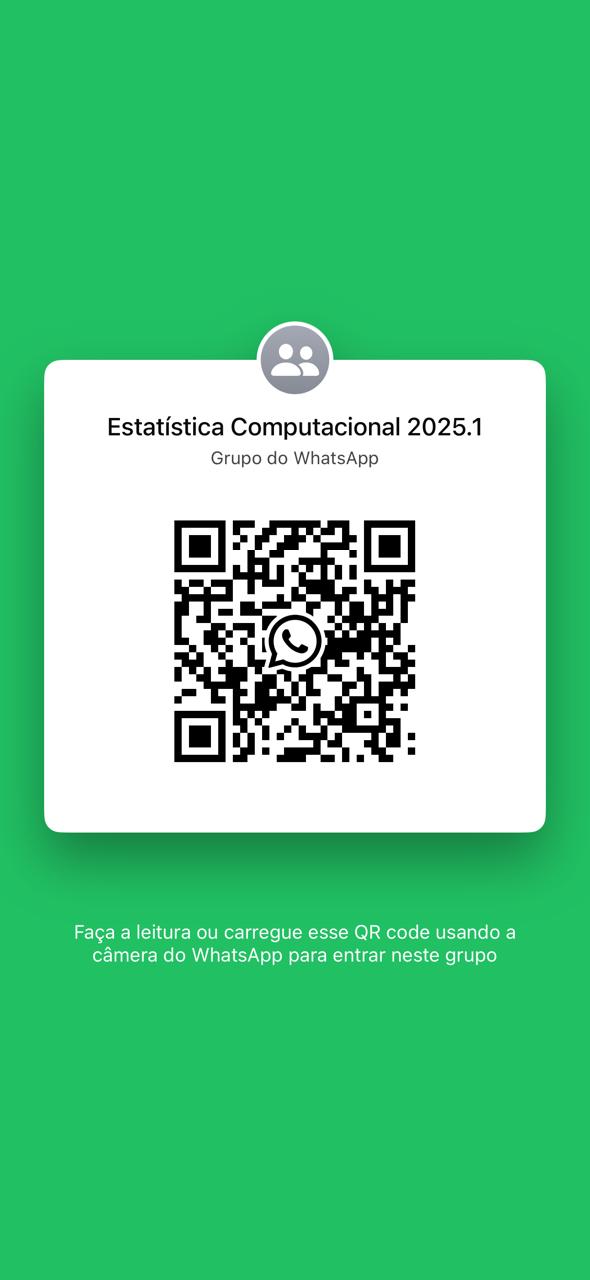 Estatística Computacional 2025.1
Grupo do WhatsApp
Faça a leitura ou carregue esse QR code usando a
câmera do WhatsApp para entrar neste grupo